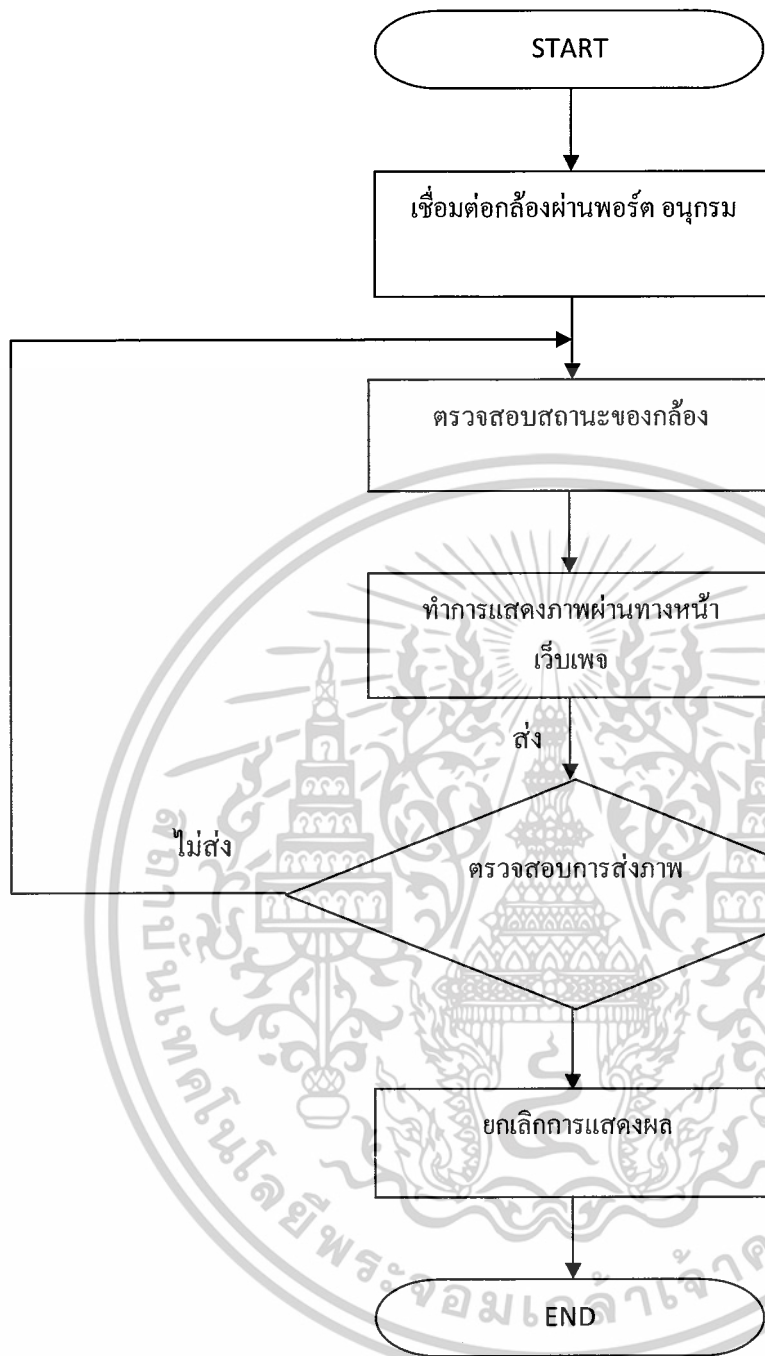 START
เชื่อมต่อกล้องผ่านพอร์ต อนุกรม
ตรวจสอบสถานะของกล้อง
ทำการแสดงภาพผ่านทางหน้า
เว็บเพจ
ส่ง
ไม่ส่ง
ตรวจสอบการส่งภาพ
ยกเลิกการแสดงผล
END